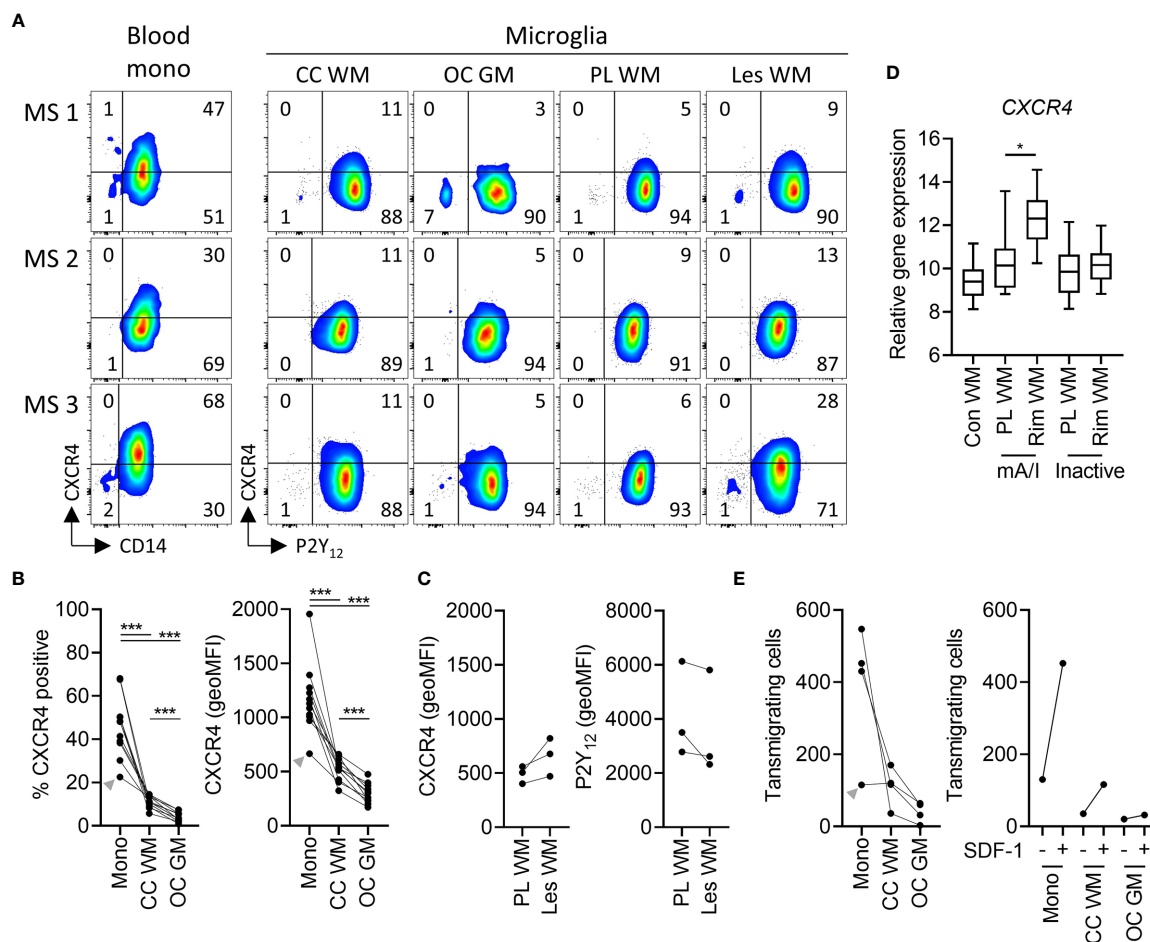 A
Blood
mono
Microglia
CC WM OC GM PL WM Les WM
MS 1
1 47
1 51
0 11
1 88
0 3
7 90
0 5
1 94
0 9
1 90
MS 2
0 30
1 69
0 11
0 89
0 5
1 94
0 9
0 91
0 13
0 87
MS 3
0 68
2 30
0 11
1 88
0 5
1 94
0 6
1 93
0 28
1 71
CXCR4
CD14
CXCR4
P2Y12
D
CXCR4
Relative gene expression
16
14
12
10
8
6
*
Con WM
PL WM
Rim WM
PL WM
Rim WM
mA/I
Inactive
B
% CXCR4 positive
100
80
60
40
20
0
***
***
***
Mono
CC WM
OC GM
CXCR4 (geoMFI)
2000
1500
1000
500
0
***
***
***
Mono
CC WM
OC GM
C
CXCR4 (geoMFI)
2000
1500
1000
500
0
PL WM
Les WM
P2Y12 (geoMFI)
8000
6000
4000
2000
0
PL WM
Les WM
E
Tansmigrating cells
600
400
200
0
Mono
CC WM
OC GM
Tansmigrating cells
600
400
200
0
SDF-1 - + - + - +
Mono
CC WM
OC GM